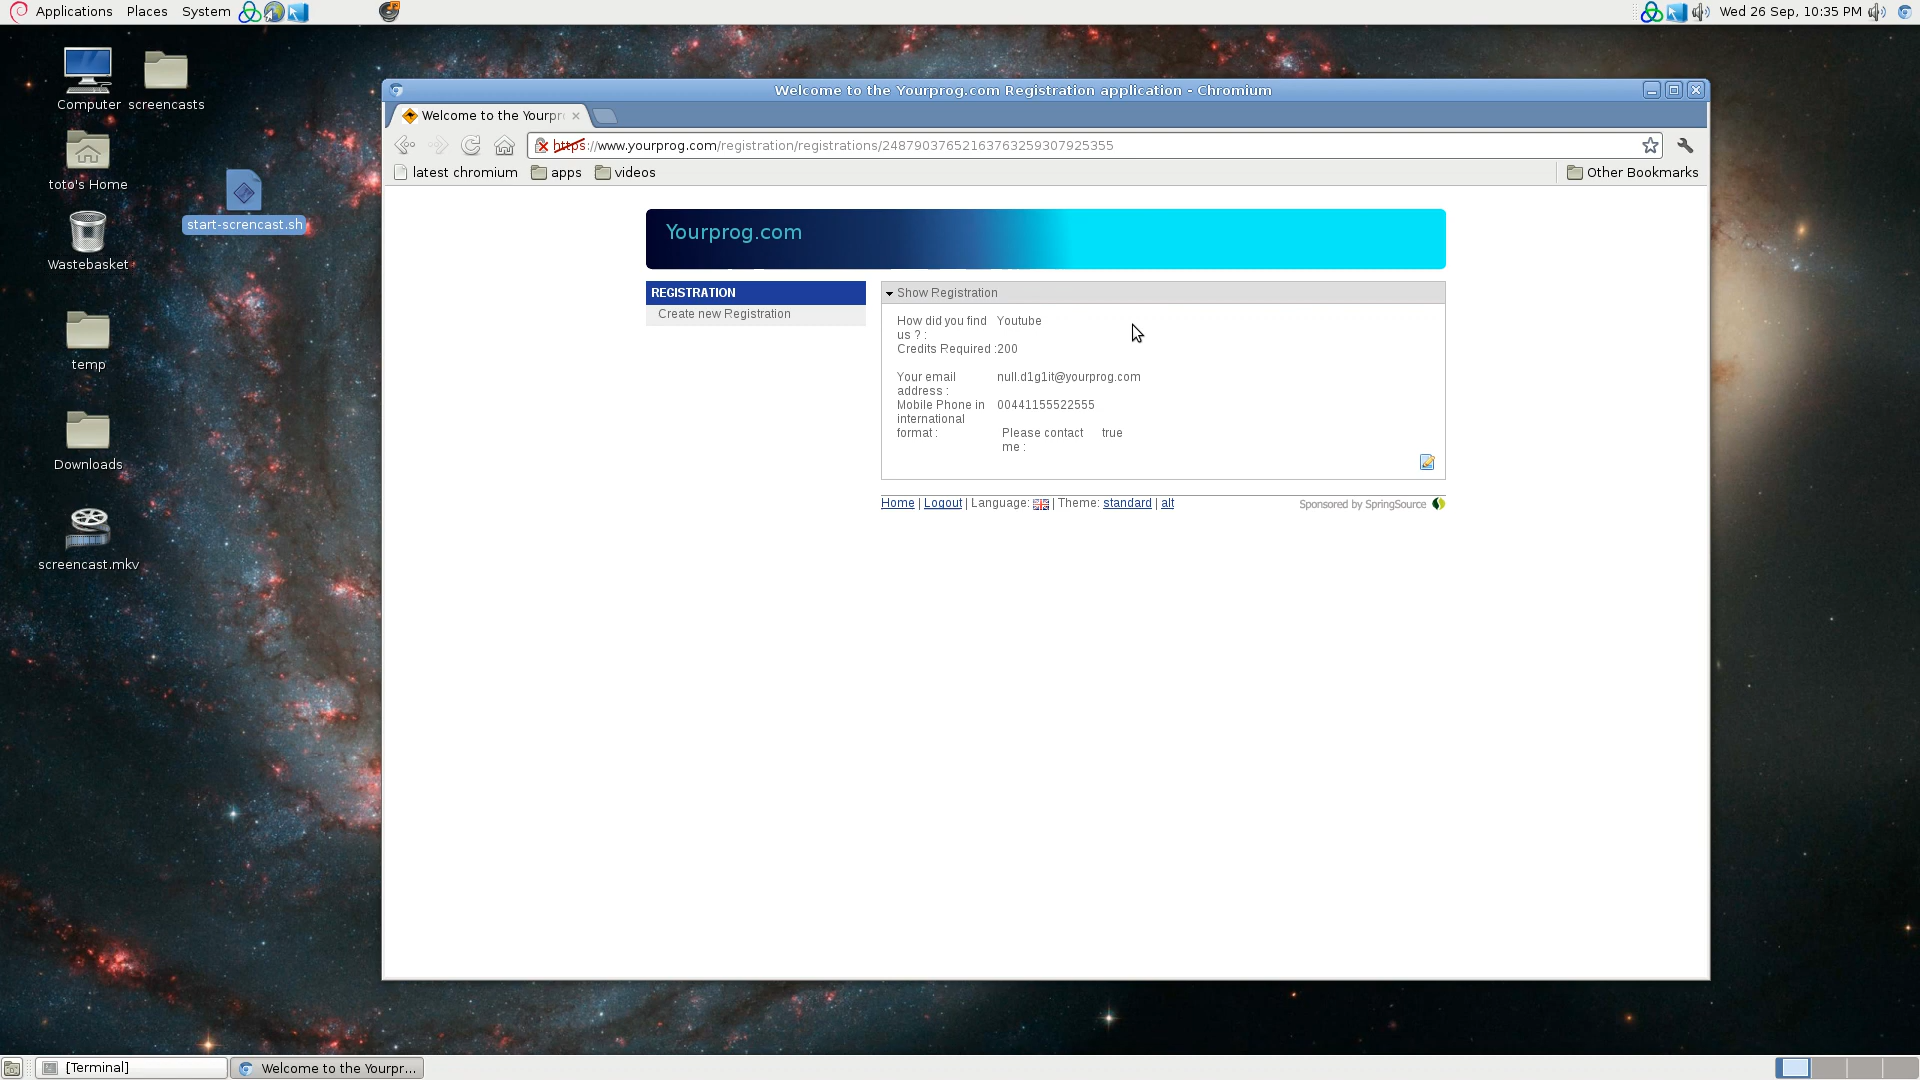 Applications Places System
Wed 26 Sep, 10:35 PM
Computer
screencasts
toto's Home
start-screncast.sh
Wastebasket
temp
Downloads
screencast.mkv
Welcome to the Yourprog.com Registration application - Chromium
Welcome to the Yourpr
https://www.yourprog.com/registration/registrations/24879037652163763259307925355
latest chromium apps videos Other Bookmarks
Yourprog.com
REGISTRATION
Create new Registration
Show Registration
How did you find us ? : Youtube
Credits Required : 200
Your email address : null.d1g1it@yourprog.com
Mobile Phone in international format : 00441155522555
Please contact me : true
Home | Logout | Language: | Theme: standard | alt
Sponsored by SpringSource
[Terminal]
Welcome to the Yourpr...